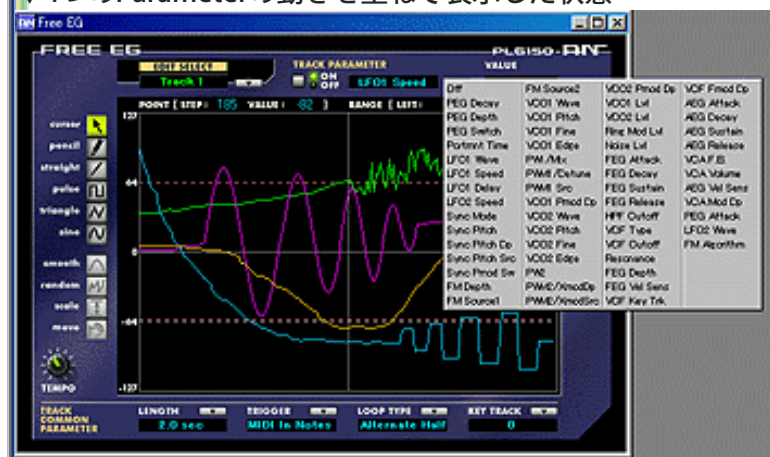 4つのParameterの動きを重ねて表示した状態
Free EG
FREE EG
PL6150-AN
EDIT SELECT
Track 1
TRACK PARAMETER
ON
OFF
LFO1 Speed
VALUE
POINT [ STEP: 185 VALUE: -82 ] RANGE [ LEFT:
127
64
0
-64
-127
cursor
pencil
straight
pulse
triangle
sine
smooth
random
scale
move
TEMPO
Off
PEG Decay
PEG Depth
PEG Switch
Portmnt Time
LFO1 Wave
LFO1 Speed
LFO1 Delay
LFO2 Speed
Sync Mode
Sync Pitch
Sync Pitch Dp
Sync Pitch Src
Sync Pmod Sw
FM Depth
FM Source1
FM Source2
VCO1 Wave
VCO1 Pitch
VCO1 Fine
VCO1 Edge
PW1/Mix
PWM1/Detune
PWM1 Src
VCO1 Pmod Dp
VCO2 Wave
VCO2 Pitch
VCO2 Fine
VCO2 Edge
PW2
PWM2/XmodDp
PWM2/XmodSrc
VCO2 Pmod Dp
VCO1 Lvl
VCO2 Lvl
Ring Mod Lvl
Noise Lvl
FEG Attack
FEG Decay
FEG Sustain
FEG Release
HPF Cutoff
VCF Type
VCF Cutoff
Resonance
FEG Depth
FEG Vel Sens
VCF Key Trk.
VCF Fmod Dp
AEG Attack
AEG Decay
AEG Sustain
AEG Release
VCA F.B.
VCA Volume
AEG Vel Sens
VCA Mod Dp
PEG Attack
LFO2 Wave
FM Algorithm
TRACK
COMMON
PARAMETER
LENGTH
2.0 sec
TRIGGER
MIDI In Notes
LOOP TYPE
Alternate Half
KEY TRACK
0